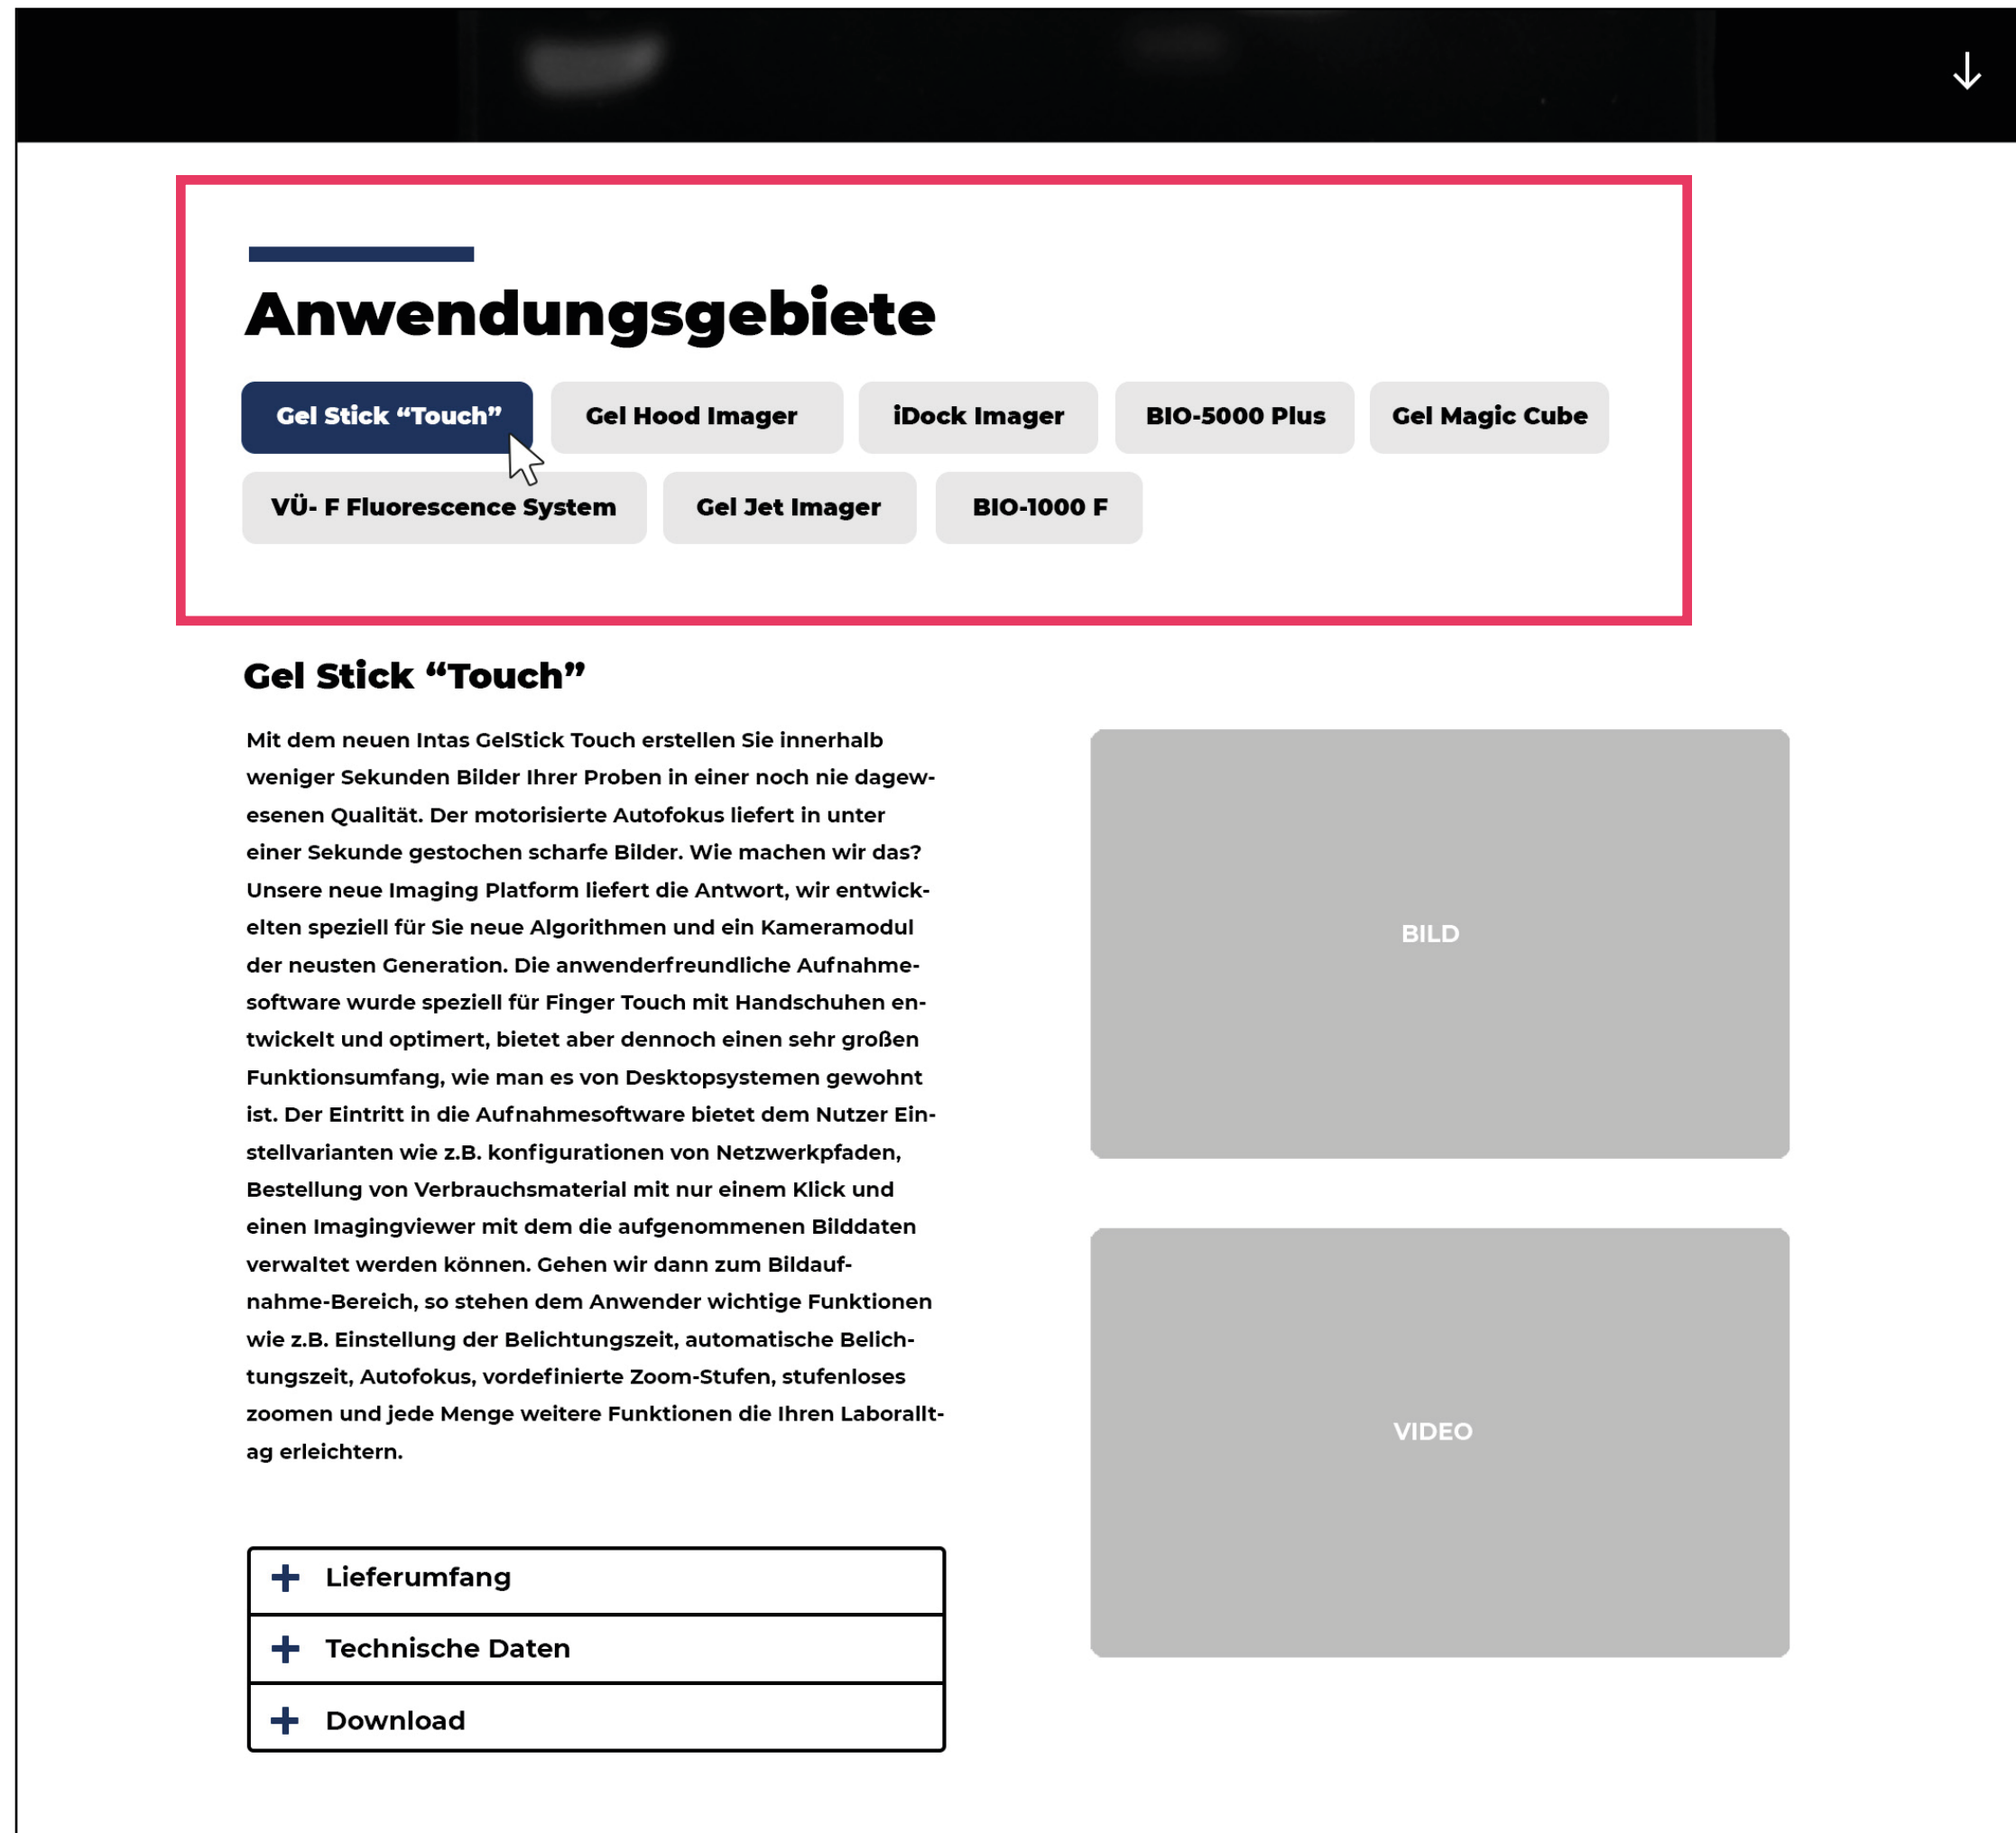 Anwendungsgebiete
Gel Stick “Touch”
Gel Hood Imager
iDock Imager
BIO-5000 Plus
Gel Magic Cube
VÜ- F Fluorescence System
Gel Jet Imager
BIO-1000 F
Gel Stick “Touch”
Mit dem neuen Intas GelStick Touch erstellen Sie innerhalb
weniger Sekunden Bilder Ihrer Proben in einer noch nie dagew-
esenen Qualität. Der motorisierte Autofokus liefert in unter
einer Sekunde gestochen scharfe Bilder. Wie machen wir das?
Unsere neue Imaging Platform liefert die Antwort, wir entwick-
elten speziell für Sie neue Algorithmen und ein Kameramodul
der neusten Generation. Die anwenderfreundliche Aufnahme-
software wurde speziell für Finger Touch mit Handschuhen en-
twickelt und optimert, bietet aber dennoch einen sehr großen
Funktionsumfang, wie man es von Desktopsystemen gewohnt
ist. Der Eintritt in die Aufnahmesoftware bietet dem Nutzer Ein-
stellvarianten wie z.B. konfigurationen von Netzwerkpfaden,
Bestellung von Verbrauchsmaterial mit nur einem Klick und
einen Imagingviewer mit dem die aufgenommenen Bilddaten
verwaltet werden können. Gehen wir dann zum Bildauf-
nahme-Bereich, so stehen dem Anwender wichtige Funktionen
wie z.B. Einstellung der Belichtungszeit, automatische Belich-
tungszeit, Autofokus, vordefinierte Zoom-Stufen, stufenloses
zoomen und jede Menge weitere Funktionen die Ihren Laborallt-
ag erleichtern.
BILD
VIDEO
Lieferumfang
Technische Daten
Download